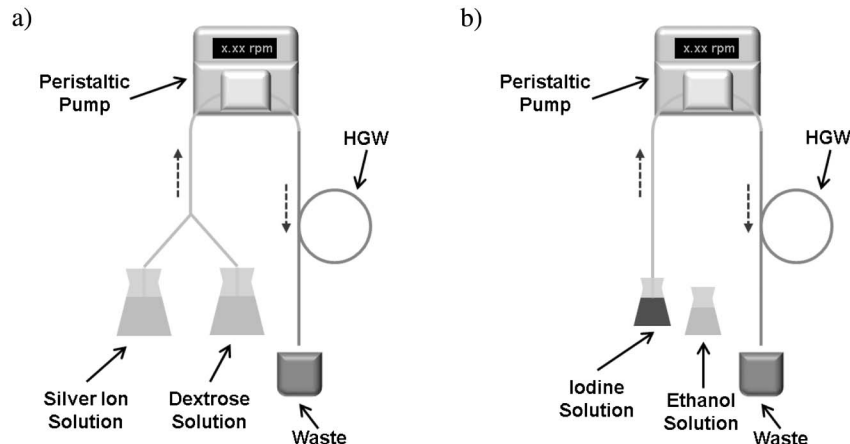 a)
x.xx rpm
Peristaltic
Pump
HGW
Silver Ion
Solution
Dextrose
Solution
Waste
b)
x.xx rpm
Peristaltic
Pump
HGW
Iodine
Solution
Ethanol
Solution
Waste